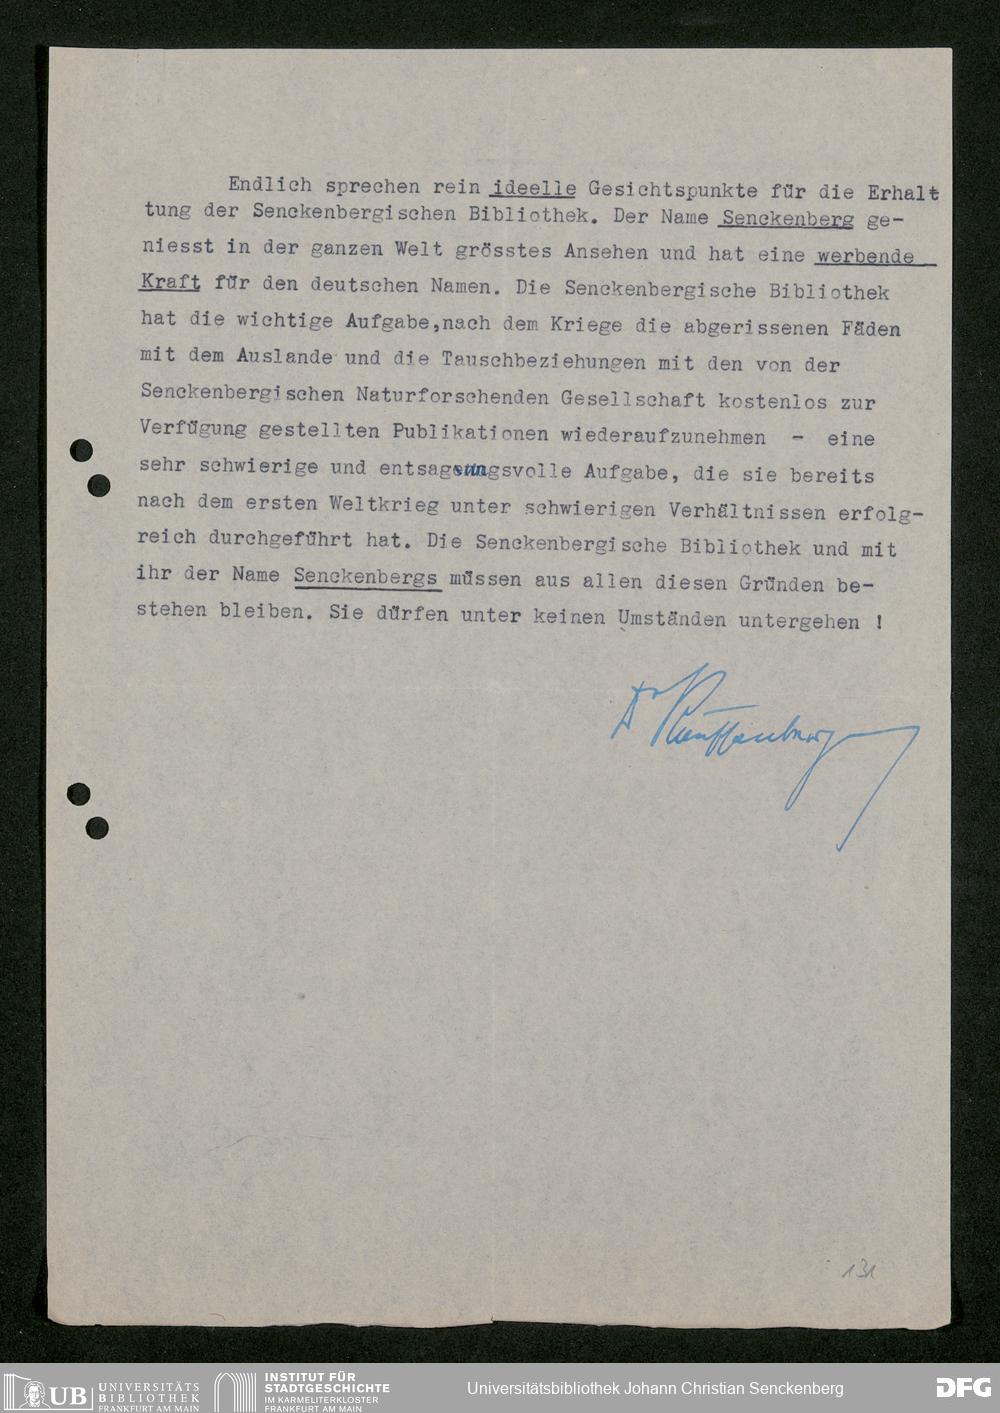 Endlich sprechen rein ideelle Gesichtspunkte für die Erhalt
tung der Senckenbergischen Bibliothek. Der Name Senckenberg ge-
niesst in der ganzen Welt grösstes Ansehen und hat eine werbende
Kraft für den deutschen Namen. Die Senckenbergische Bibliothek
hat die wichtige Aufgabe,nach dem Kriege die abgerissenen Fäden
mit dem Auslande und die Tauschbeziehungen mit den von der
Senckenbergischen Naturforschenden Gesellschaft kostenlos zur
Verfügung gestellten Publikationen wiederaufzunehmen - eine
sehr schwierige und entsagungsvolle Aufgabe, die sie bereits
nach dem ersten Weltkrieg unter schwierigen Verhältnissen erfolg-
reich durchgeführt hat. Die Senckenbergische Bibliothek und mit
ihr der Name Senckenbergs müssen aus allen diesen Gründen be-
stehen bleiben. Sie dürfen unter keinen Umständen untergehen !
Dr
131
UB UNIVERSITÄTS
BIBLIOTHEK
FRANKFURT AM MAIN
INSTITUT FÜR
STADTGESCHICHTE
IM KARMELITERKLOSTER
FRANKFURT AM MAIN
Universitätsbibliothek Johann Christian Senckenberg
DFG